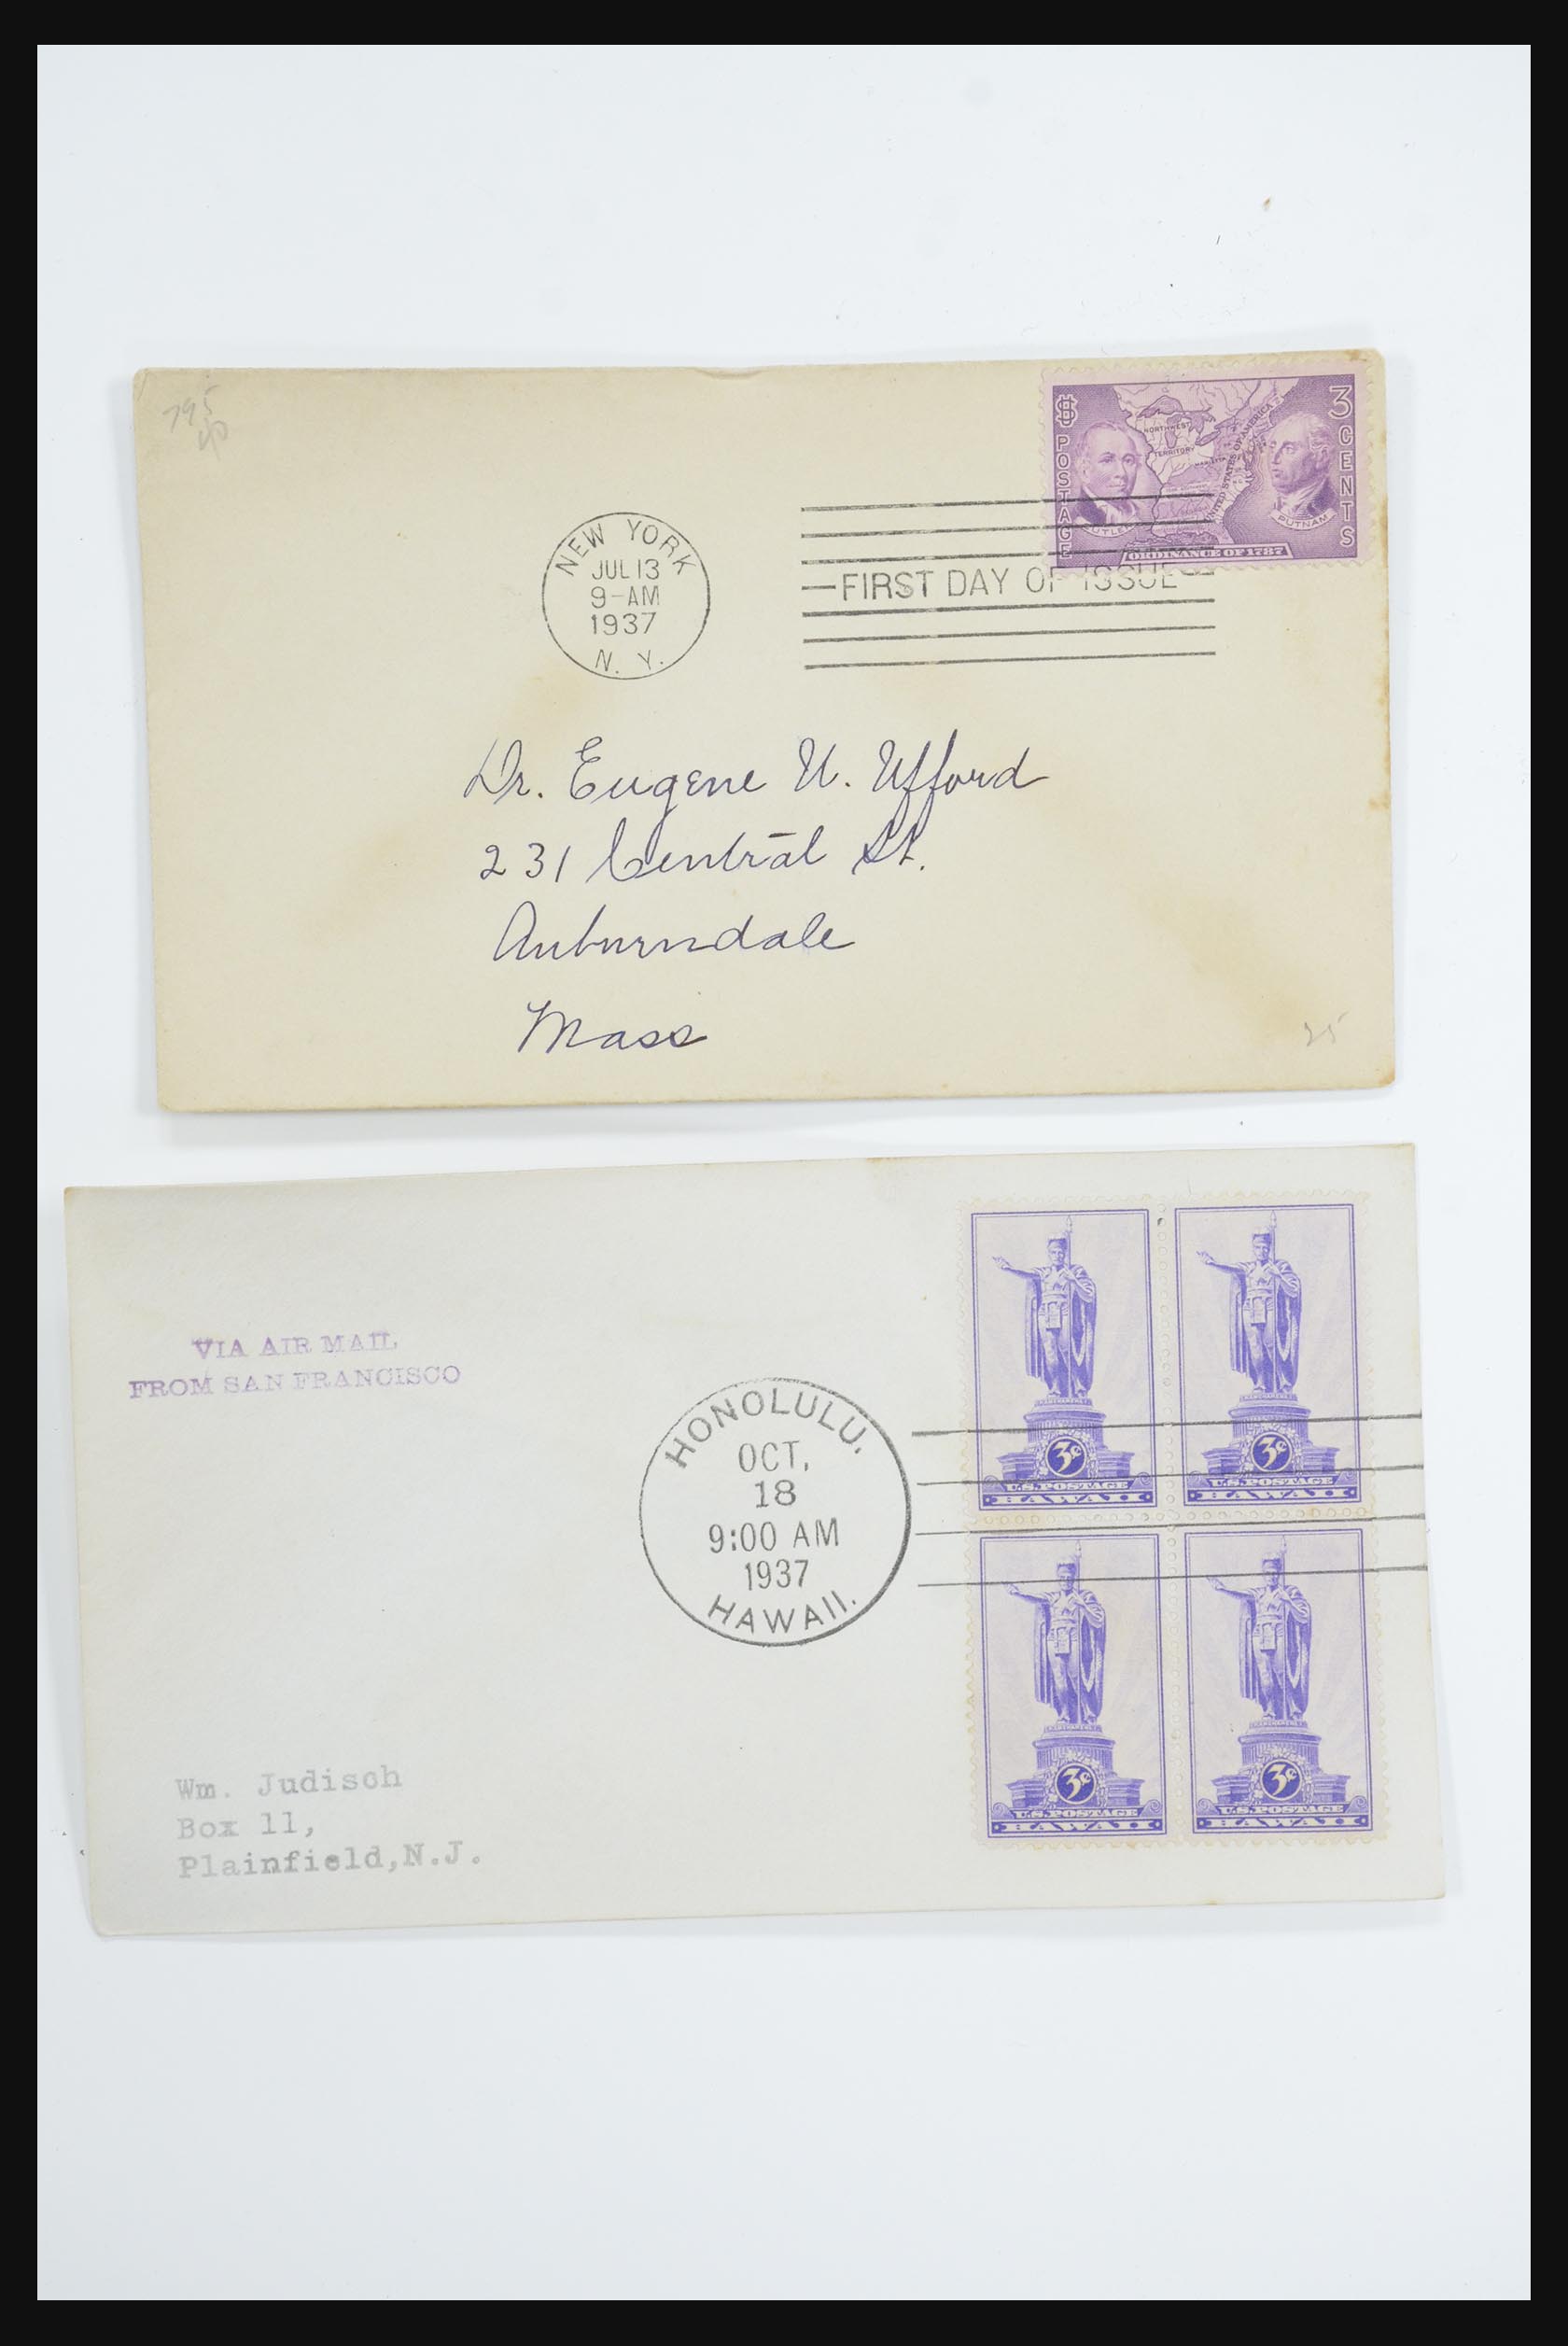 795
NEW YORK
JUL 13
9-AM
1937
N. Y.
FIRST DAY OF ISSUE
US POSTAGE
3 CENTS
NORTHWEST
TERRITORY
UNITED STATES OF AMERICA
CUTLER
PUTNAM
ORDINANCE OF 1787
Dr. Eugene U. Ufford
231 Central St.
Auburndale
Mass
25
VIA AIR MAIL
FROM SAN FRANCISCO
HONOLULU.
OCT.
18
9:00 AM
1937
HAWAII.
3¢
U.S. POSTAGE
HAWAII
3¢
U.S. POSTAGE
HAWAII
3¢
U.S. POSTAGE
HAWAII
3¢
U.S. POSTAGE
HAWAII
Wm. Judisch
Box 11,
Plainfield,N.J.